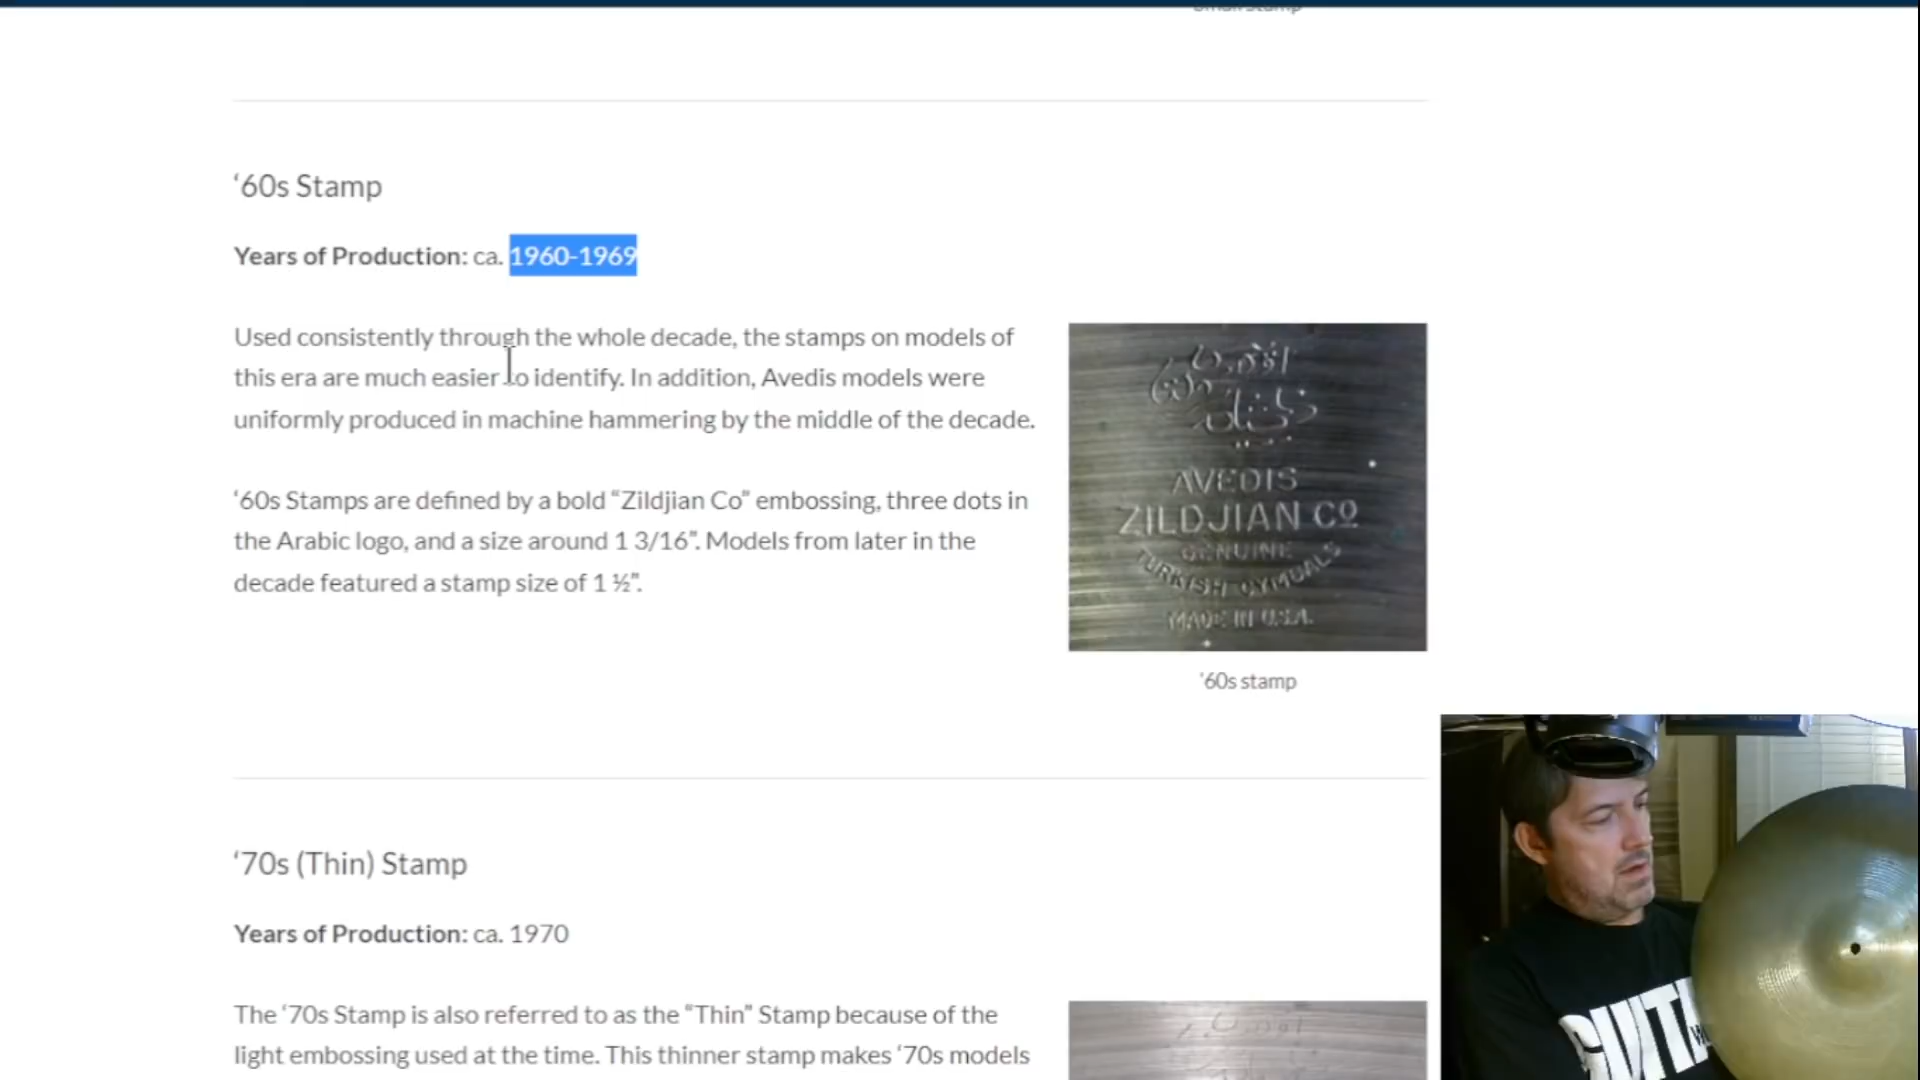 Small stamp
‘60s Stamp
Years of Production: ca. 1960-1969
Used consistently through the whole decade, the stamps on models of
this era are much easier to identify. In addition, Avedis models were
uniformly produced in machine hammering by the middle of the decade.
‘60s Stamps are defined by a bold “Zildjian Co” embossing, three dots in
the Arabic logo, and a size around 1 3/16”. Models from later in the
decade featured a stamp size of 1 ½”.
AVEDIS
ZILDJIAN Cº
GENUINE
TURKISH CYMBALS
MADE IN U.S.A.
‘60s stamp
‘70s (Thin) Stamp
Years of Production: ca. 1970
The ‘70s Stamp is also referred to as the “Thin” Stamp because of the
light embossing used at the time. This thinner stamp makes ‘70s models